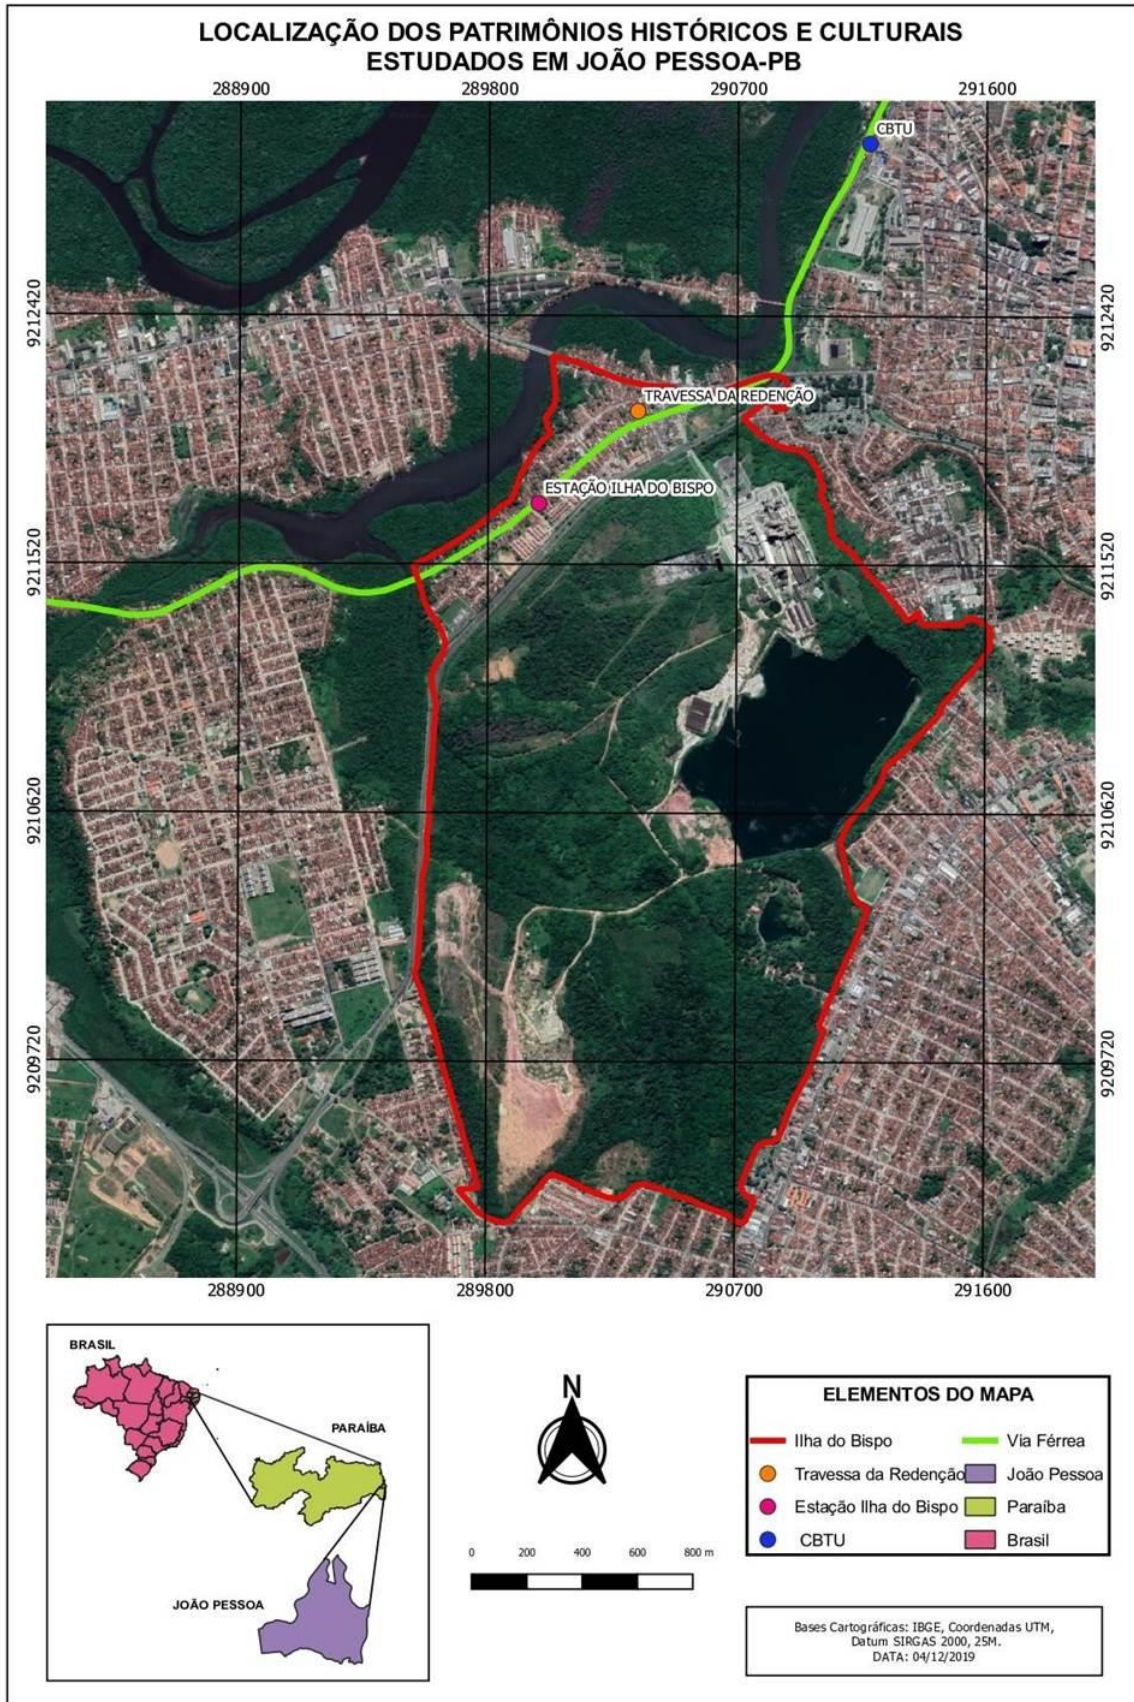 LOCALIZAÇÃO DOS PATRIMÔNIOS HISTÓRICOS E CULTURAIS
ESTUDADOS EM JOÃO PESSOA-PB
288900 289800 290700 291600
CBTU
9212420 9212420
TRAVESSA DA REDENÇÃO
ESTAÇÃO ILHA DO BISPO
9211520 9211520
9210620 9210620
9209720 9209720
288900 289800 290700 291600
BRASIL
PARAÍBA
JOÃO PESSOA
N
0 200 400 600 800 m
ELEMENTOS DO MAPA
Ilha do Bispo Via Férrea
Travessa da Redenção João Pessoa
Estação Ilha do Bispo Paraíba
CBTU Brasil
Bases Cartográficas: IBGE, Coordenadas UTM,
Datum SIRGAS 2000, 25M.
DATA: 04/12/2019